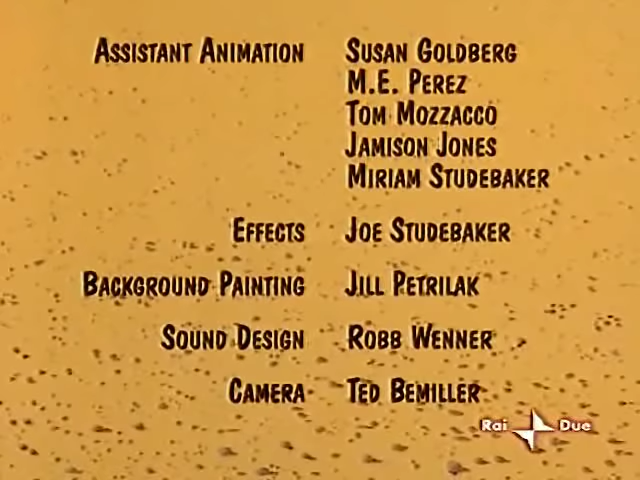 Assistant Animation Susan Goldberg
M.E. Perez
Tom Mozzacco
Jamison Jones
Miriam Studebaker
Effects Joe Studebaker
Background Painting Jill Petrilak
Sound Design Robb Wenner
Camera Ted Bemiller
Rai Due